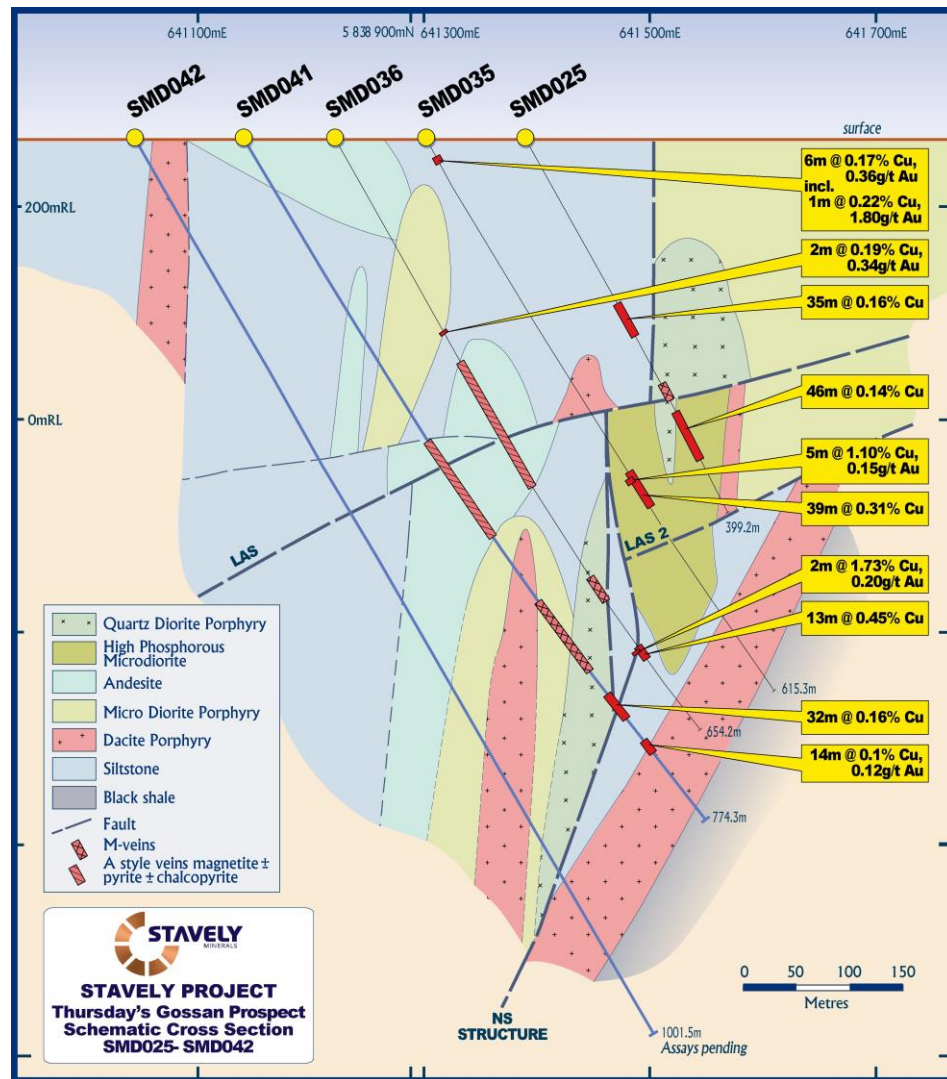 641 100mE
5 838 900mN
641 300mE
641 500mE
641 700mE
SMD042
SMD041
SMD036
SMD035
SMD025
surface
200mRL
0mRL
6m @ 0.17% Cu,
0.36g/t Au
incl.
1m @ 0.22% Cu,
1.80g/t Au
2m @ 0.19% Cu,
0.34g/t Au
35m @ 0.16% Cu
46m @ 0.14% Cu
5m @ 1.10% Cu,
0.15g/t Au
39m @ 0.31% Cu
399.2m
LAS
LAS 2
2m @ 1.73% Cu,
0.20g/t Au
13m @ 0.45% Cu
615.3m
32m @ 0.16% Cu
654.2m
14m @ 0.1% Cu,
0.12g/t Au
774.3m
Quartz Diorite Porphyry
High Phosphorous
Microdiorite
Andesite
Micro Diorite Porphyry
Dacite Porphyry
Siltstone
Black shale
Fault
M-veins
A style veins magnetite ±
pyrite ± chalcopyrite
STAVELY
MINERALS
STAVELY PROJECT
Thursday's Gossan Prospect
Schematic Cross Section
SMD025- SMD042
NS
STRUCTURE
1001.5m
Assays pending
0 50 100 150
Metres